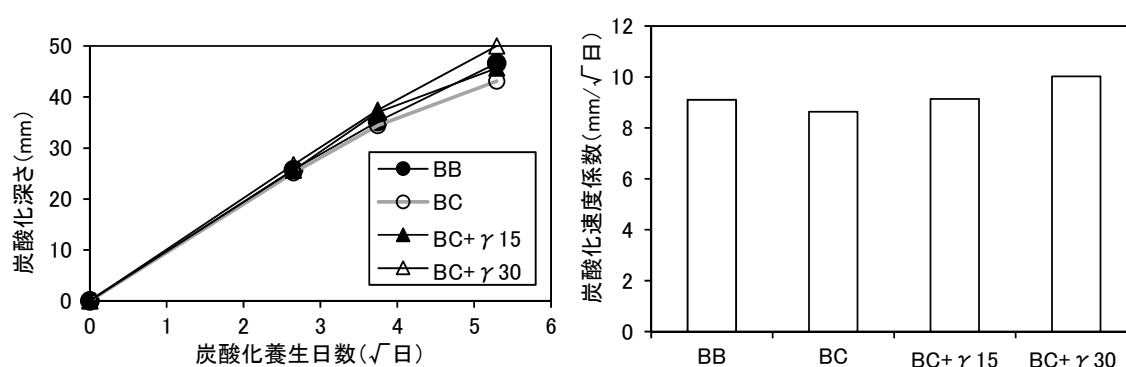 50
40
30
20
10
0
炭酸化深さ(mm)
0 1 2 3 4 5 6
炭酸化養生日数(√日)
BB
BC
BC+γ15
BC+γ30
12
10
8
6
4
2
0
炭酸化速度係数(mm/√日)
BB BC BC+γ15 BC+γ30